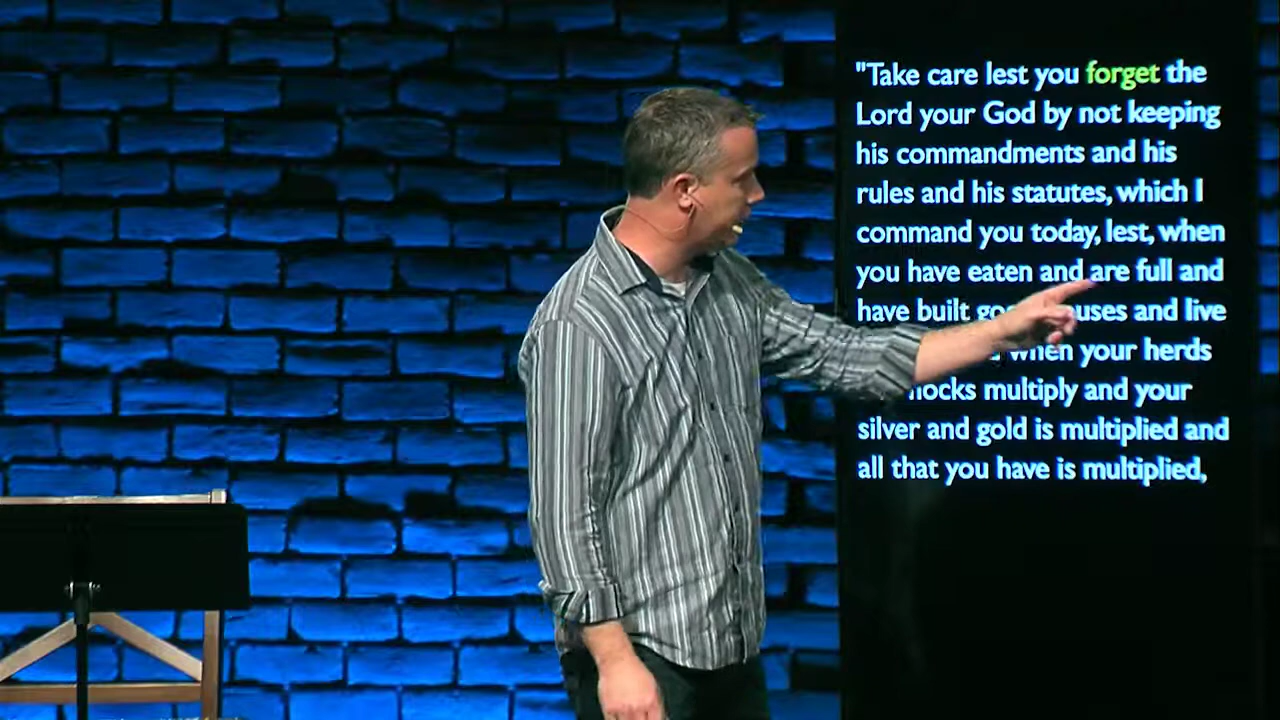 "Take care lest you forget the
Lord your God by not keeping
his commandments and his
rules and his statutes, which I
command you today, lest, when
you have eaten and are full and
have built and live
when your herds
multiply and your
silver and gold is multiplied and
all that you have is multiplied,